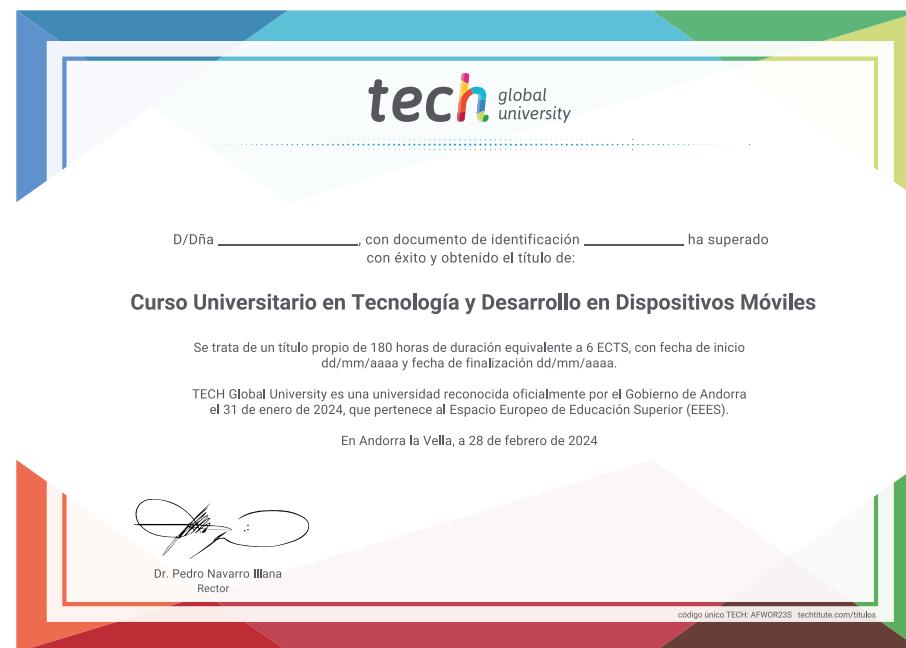 tech global university
D/Dña ____________________, con documento de identificación ______________ ha superado
con éxito y obtenido el título de:
Curso Universitario en Tecnología y Desarrollo en Dispositivos Móviles
Se trata de un título propio de 180 horas de duración equivalente a 6 ECTS, con fecha de inicio
dd/mm/aaaa y fecha de finalización dd/mm/aaaa.
TECH Global University es una universidad reconocida oficialmente por el Gobierno de Andorra
el 31 de enero de 2024, que pertenece al Espacio Europeo de Educación Superior (EEES).
En Andorra la Vella, a 28 de febrero de 2024
Dr. Pedro Navarro Illana
Rector
código único TECH: AFWOR23S techtitute.com/titulos